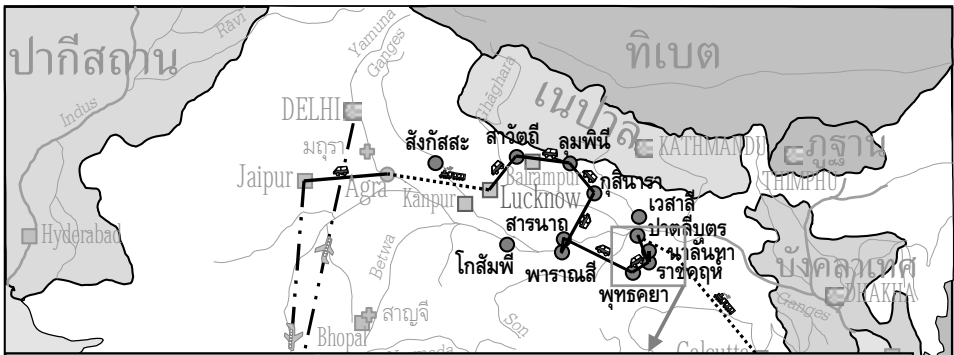 Rāvi
ปากีสถาน
Indus
Yamuna
Ganges
ทิเบต
Ghāghara
เนปาล
DELHI
มถุรา
สังกัสสะ
สาวัตถี
ลุมพินี
KATHMANDU
ภูฐาน
THIMPHU
Jaipur
Agra
Balrampur
Kanpur
Lucknow
กุสินารา
เวสาลี
สารนาถ
ปาตลีบุตร
Hyderabad
Betwa
โกสัมพี
พาราณสี
นาลันทา
ราชคฤห์
บังคลาเทศ
พุทธคยา
Ganges
DHAKHA
สาญจี
Bhopal
Son
Calcutta